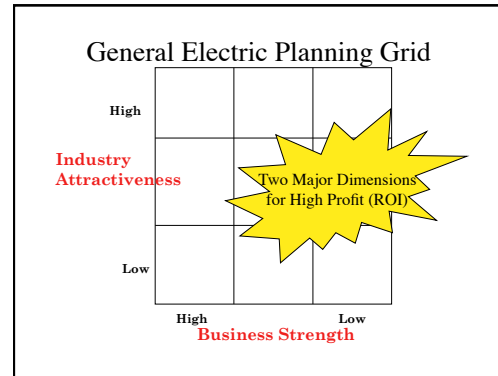 General Electric Planning Grid
High
Industry
Attractiveness
Two Major Dimensions
for High Profit (ROI)
Low
High
Low
Business Strength